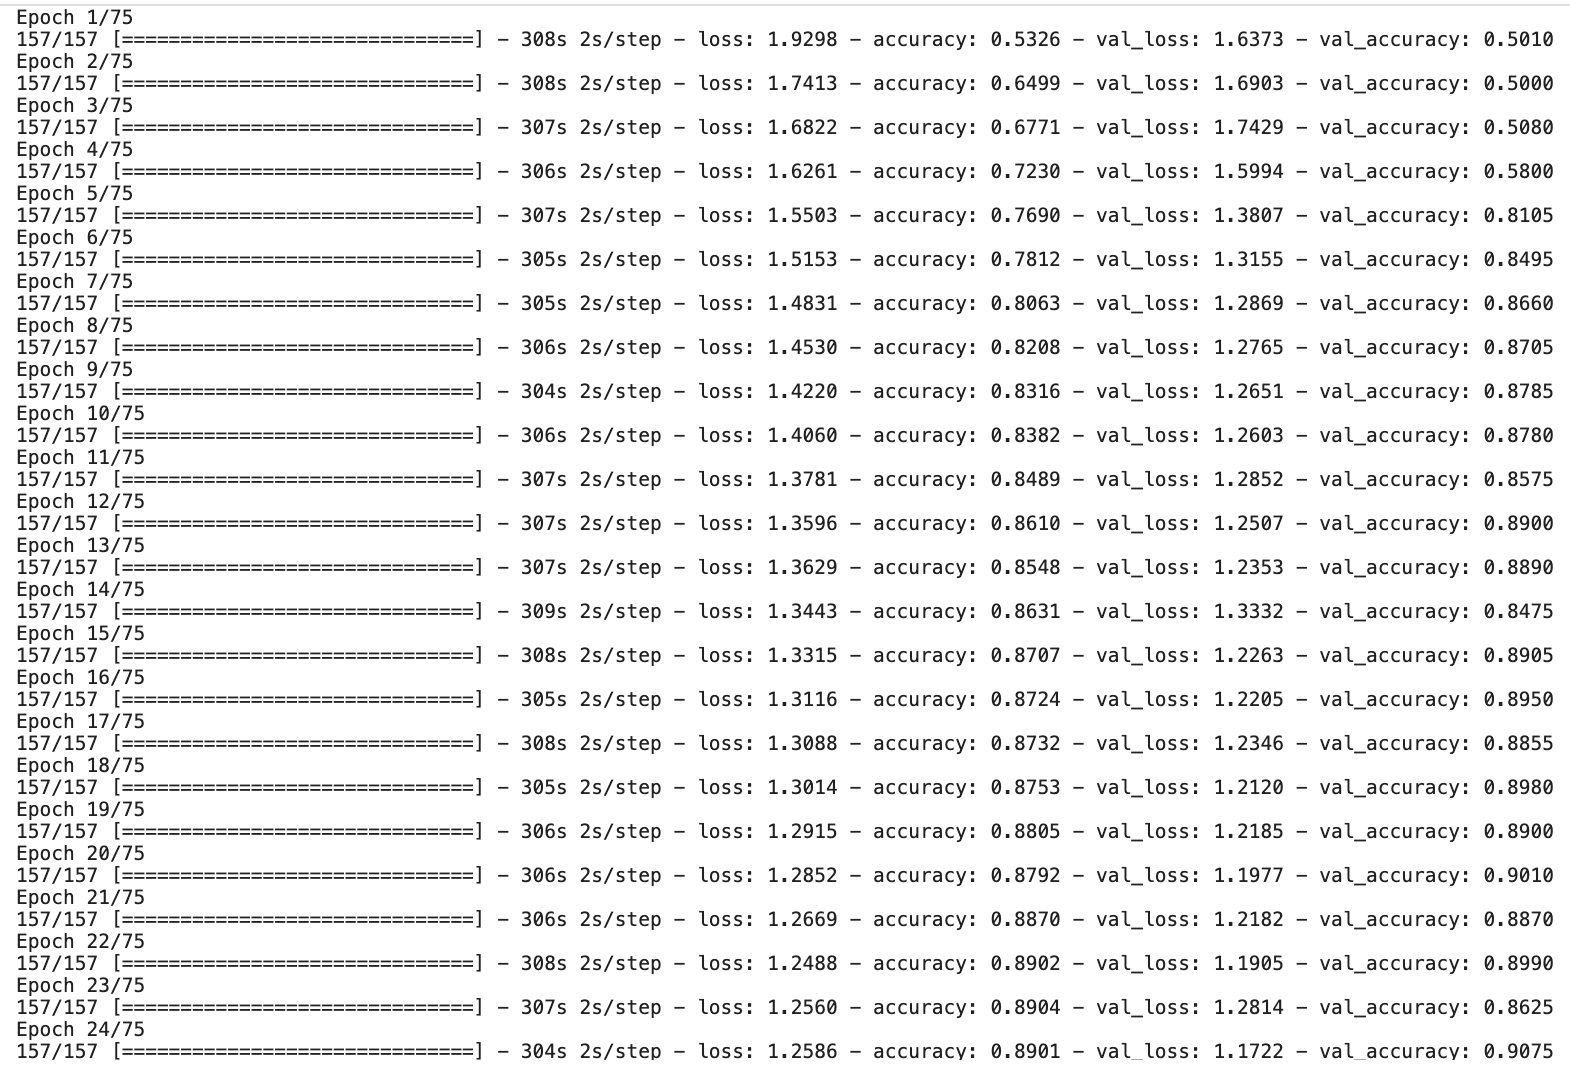 Epoch 1/75
157/157 [==============================] - 308s 2s/step - loss: 1.9298 - accuracy: 0.5326 - val_loss: 1.6373 - val_accuracy: 0.5010
Epoch 2/75
157/157 [==============================] - 308s 2s/step - loss: 1.7413 - accuracy: 0.6499 - val_loss: 1.6903 - val_accuracy: 0.5000
Epoch 3/75
157/157 [==============================] - 307s 2s/step - loss: 1.6822 - accuracy: 0.6771 - val_loss: 1.7429 - val_accuracy: 0.5080
Epoch 4/75
157/157 [==============================] - 306s 2s/step - loss: 1.6261 - accuracy: 0.7230 - val_loss: 1.5994 - val_accuracy: 0.5800
Epoch 5/75
157/157 [==============================] - 307s 2s/step - loss: 1.5503 - accuracy: 0.7690 - val_loss: 1.3807 - val_accuracy: 0.8105
Epoch 6/75
157/157 [==============================] - 305s 2s/step - loss: 1.5153 - accuracy: 0.7812 - val_loss: 1.3155 - val_accuracy: 0.8495
Epoch 7/75
157/157 [==============================] - 305s 2s/step - loss: 1.4831 - accuracy: 0.8063 - val_loss: 1.2869 - val_accuracy: 0.8660
Epoch 8/75
157/157 [==============================] - 306s 2s/step - loss: 1.4530 - accuracy: 0.8208 - val_loss: 1.2765 - val_accuracy: 0.8705
Epoch 9/75
157/157 [==============================] - 304s 2s/step - loss: 1.4220 - accuracy: 0.8316 - val_loss: 1.2651 - val_accuracy: 0.8785
Epoch 10/75
157/157 [==============================] - 306s 2s/step - loss: 1.4060 - accuracy: 0.8382 - val_loss: 1.2603 - val_accuracy: 0.8780
Epoch 11/75
157/157 [==============================] - 307s 2s/step - loss: 1.3781 - accuracy: 0.8489 - val_loss: 1.2852 - val_accuracy: 0.8575
Epoch 12/75
157/157 [==============================] - 307s 2s/step - loss: 1.3596 - accuracy: 0.8610 - val_loss: 1.2507 - val_accuracy: 0.8900
Epoch 13/75
157/157 [==============================] - 307s 2s/step - loss: 1.3629 - accuracy: 0.8548 - val_loss: 1.2353 - val_accuracy: 0.8890
Epoch 14/75
157/157 [==============================] - 309s 2s/step - loss: 1.3443 - accuracy: 0.8631 - val_loss: 1.3332 - val_accuracy: 0.8475
Epoch 15/75
157/157 [==============================] - 308s 2s/step - loss: 1.3315 - accuracy: 0.8707 - val_loss: 1.2263 - val_accuracy: 0.8905
Epoch 16/75
157/157 [==============================] - 305s 2s/step - loss: 1.3116 - accuracy: 0.8724 - val_loss: 1.2205 - val_accuracy: 0.8950
Epoch 17/75
157/157 [==============================] - 308s 2s/step - loss: 1.3088 - accuracy: 0.8732 - val_loss: 1.2346 - val_accuracy: 0.8855
Epoch 18/75
157/157 [==============================] - 305s 2s/step - loss: 1.3014 - accuracy: 0.8753 - val_loss: 1.2120 - val_accuracy: 0.8980
Epoch 19/75
157/157 [==============================] - 306s 2s/step - loss: 1.2915 - accuracy: 0.8805 - val_loss: 1.2185 - val_accuracy: 0.8900
Epoch 20/75
157/157 [==============================] - 306s 2s/step - loss: 1.2852 - accuracy: 0.8792 - val_loss: 1.1977 - val_accuracy: 0.9010
Epoch 21/75
157/157 [==============================] - 306s 2s/step - loss: 1.2669 - accuracy: 0.8870 - val_loss: 1.2182 - val_accuracy: 0.8870
Epoch 22/75
157/157 [==============================] - 308s 2s/step - loss: 1.2488 - accuracy: 0.8902 - val_loss: 1.1905 - val_accuracy: 0.8990
Epoch 23/75
157/157 [==============================] - 307s 2s/step - loss: 1.2560 - accuracy: 0.8904 - val_loss: 1.2814 - val_accuracy: 0.8625
Epoch 24/75
157/157 [==============================] - 304s 2s/step - loss: 1.2586 - accuracy: 0.8901 - val_loss: 1.1722 - val_accuracy: 0.9075